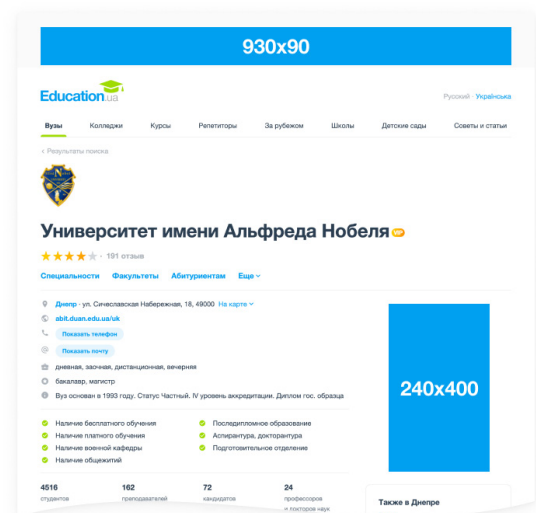 930x90
Education.ua
Русский · Українська
Вузы Колледжи Курсы Репетиторы За рубежом Школы Детские сады Советы и статьи
‹ Результаты поиска
N
Университет имени Альфреда Нобеля VIP
· 191 отзыв
Специальности Факультеты Абитуриентам Еще
Днепр · ул. Сичеславская Набережная, 18, 49000 На карте
abit.duan.edu.ua/uk
Показать телефон
Показать почту
дневная, заочная, дистанционная, вечерняя
бакалавр, магистр
Вуз основан в 1993 году. Статус Частный. IV уровень аккредитации. Диплом гос. образца
240x400
Наличие бесплатного обучения Последипломное образование
Наличие платного обучения Аспирантура, докторантура
Наличие военной кафедры Подготовительное отделение
Наличие общежитий
4516 162 72 24
студентов преподавателей кандидатов профессоров
и докторов наук
Также в Днепре